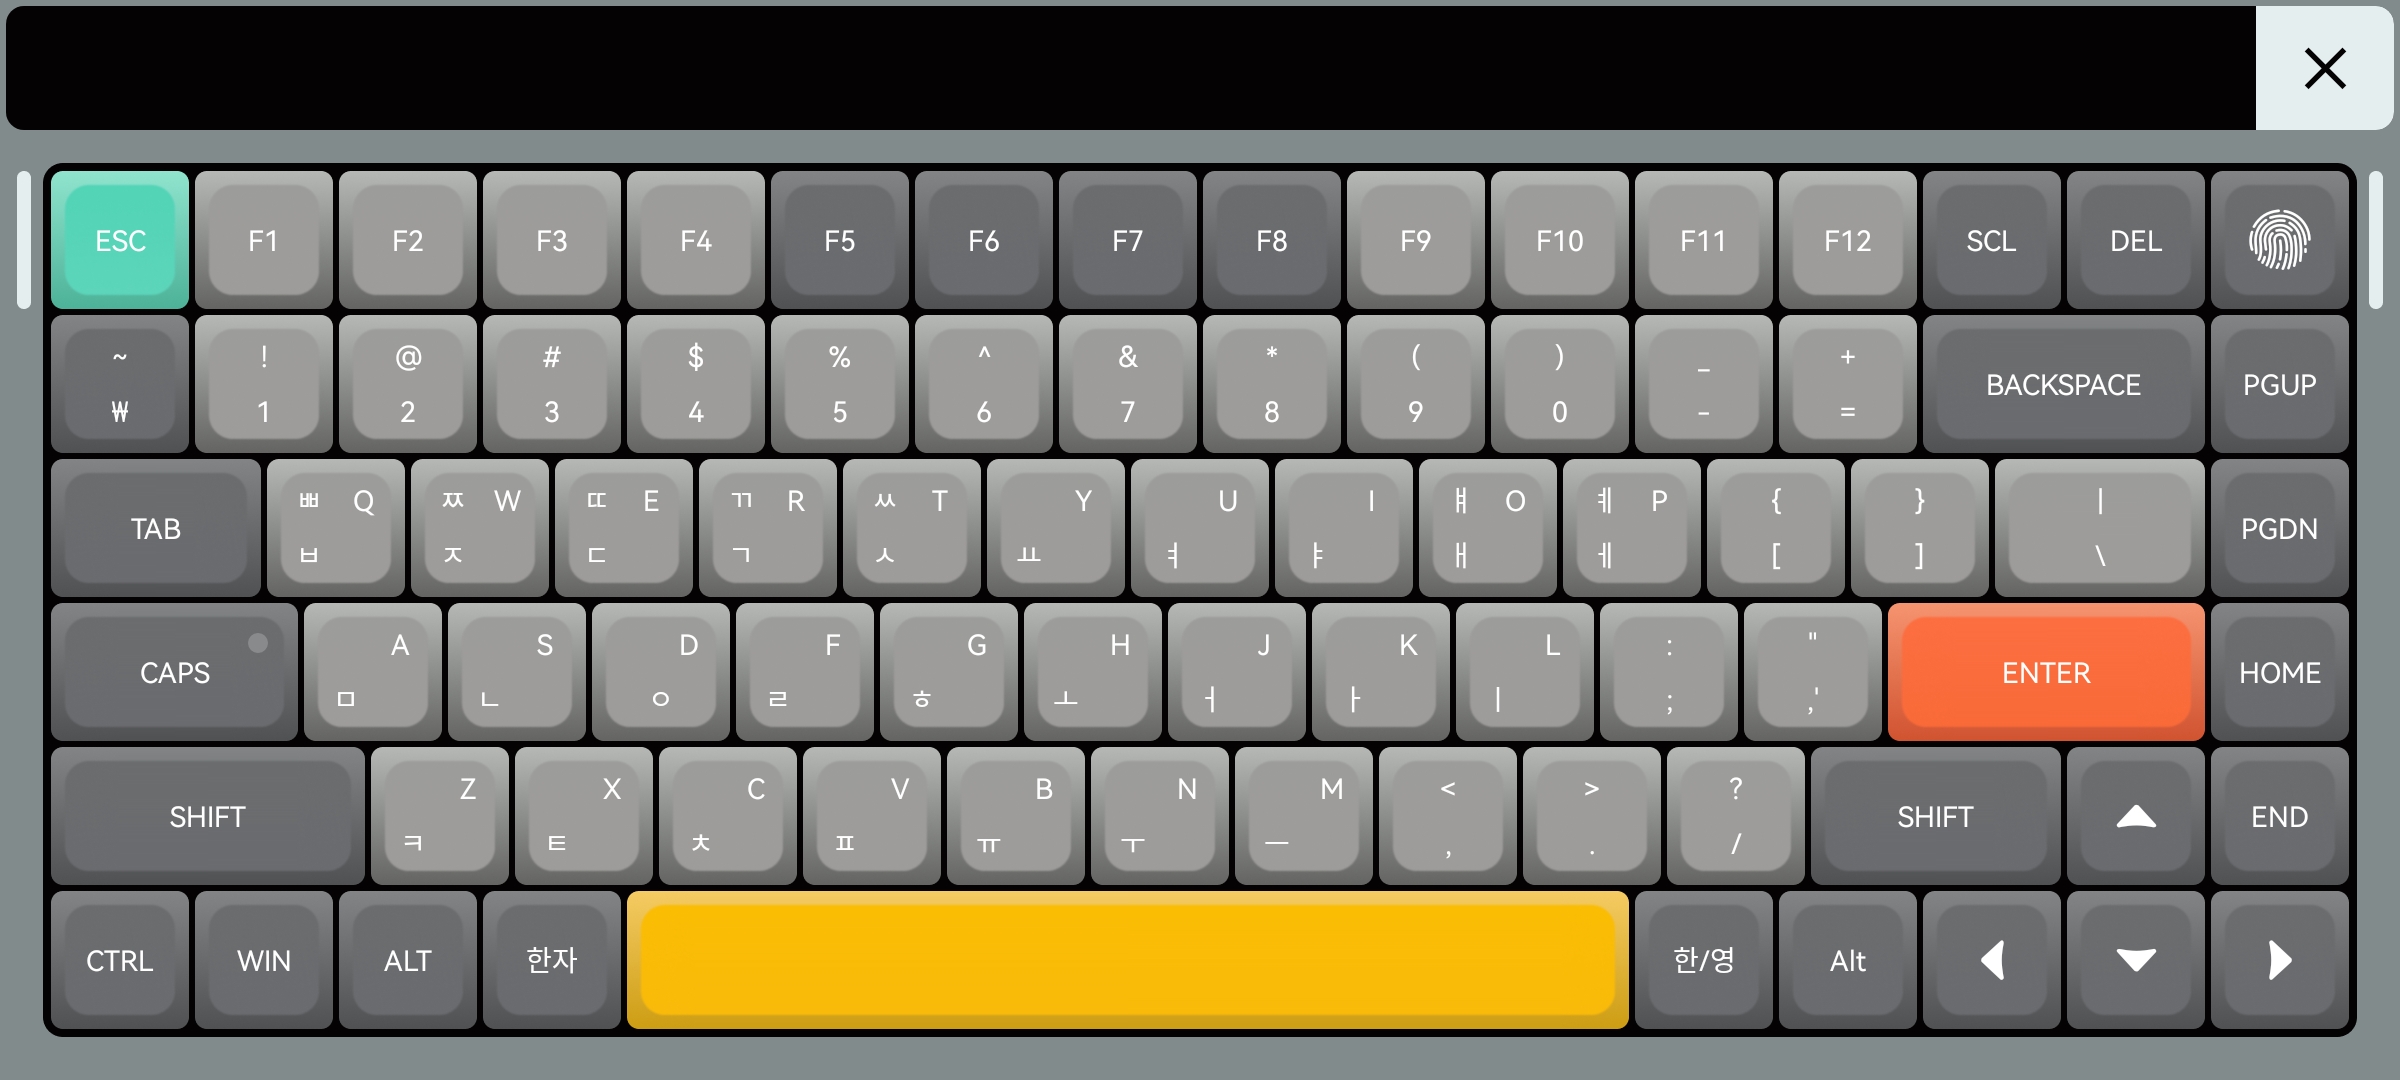 ESC F1 F2 F3 F4 F5 F6 F7 F8 F9 F10 F11 F12 SCL DEL
~ ! @ # $ % ^ & * ( ) _ +
₩ 1 2 3 4 5 6 7 8 9 0 - = BACKSPACE PGUP
ㅃ Q ㅉ W ㄸ E ㄲ R ㅆ T Y U I ㅒ O ㅖ P { } |
TAB PGDN
ㅂ ㅈ ㄷ ㄱ ㅅ ㅛ ㅕ ㅑ ㅐ ㅔ [ ] \
A S D F G H J K L : "
CAPS ENTER HOME
ㅁ ㄴ ㅇ ㄹ ㅎ ㅗ ㅓ ㅏ ㅣ ; ,'
Z X C V B N M < > ?
SHIFT SHIFT END
ㅋ ㅌ ㅊ ㅍ ㅠ ㅜ ㅡ , . /
CTRL WIN ALT 한자 한/영 Alt